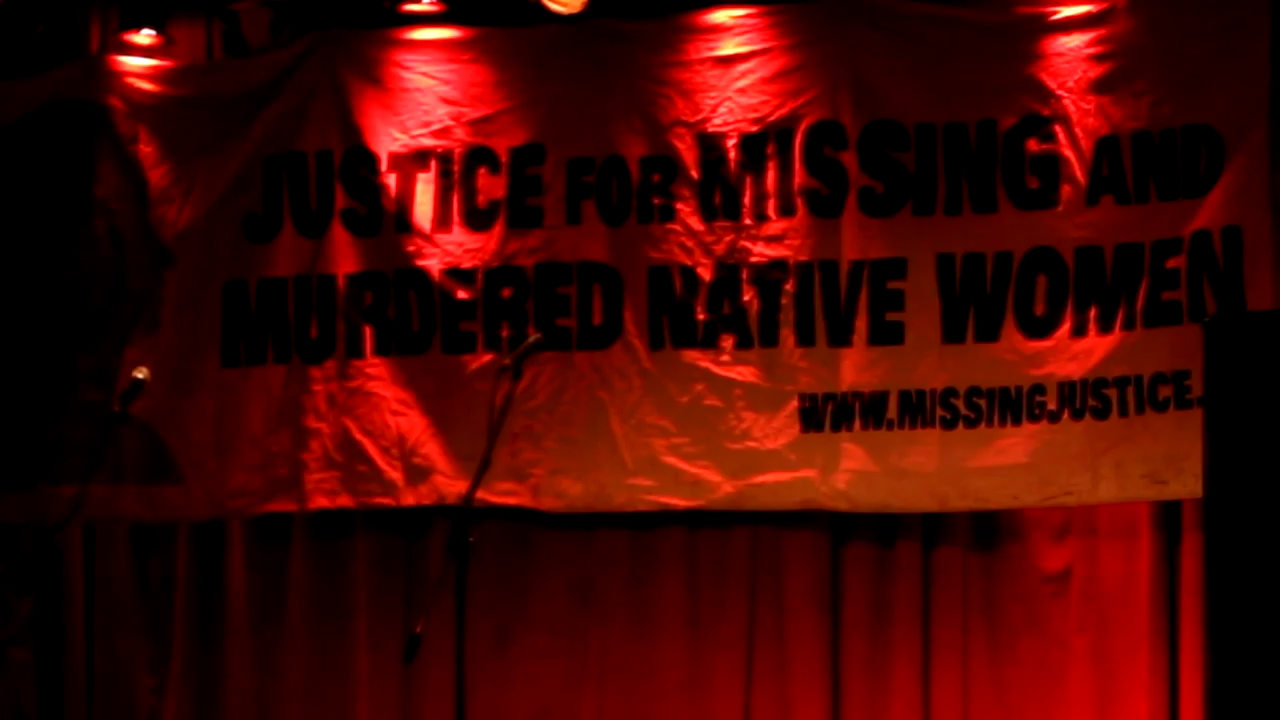 JUSTICE FOR MISSING AND
MURDERED NATIVE WOMEN
WWW.MISSINGJUSTICE.